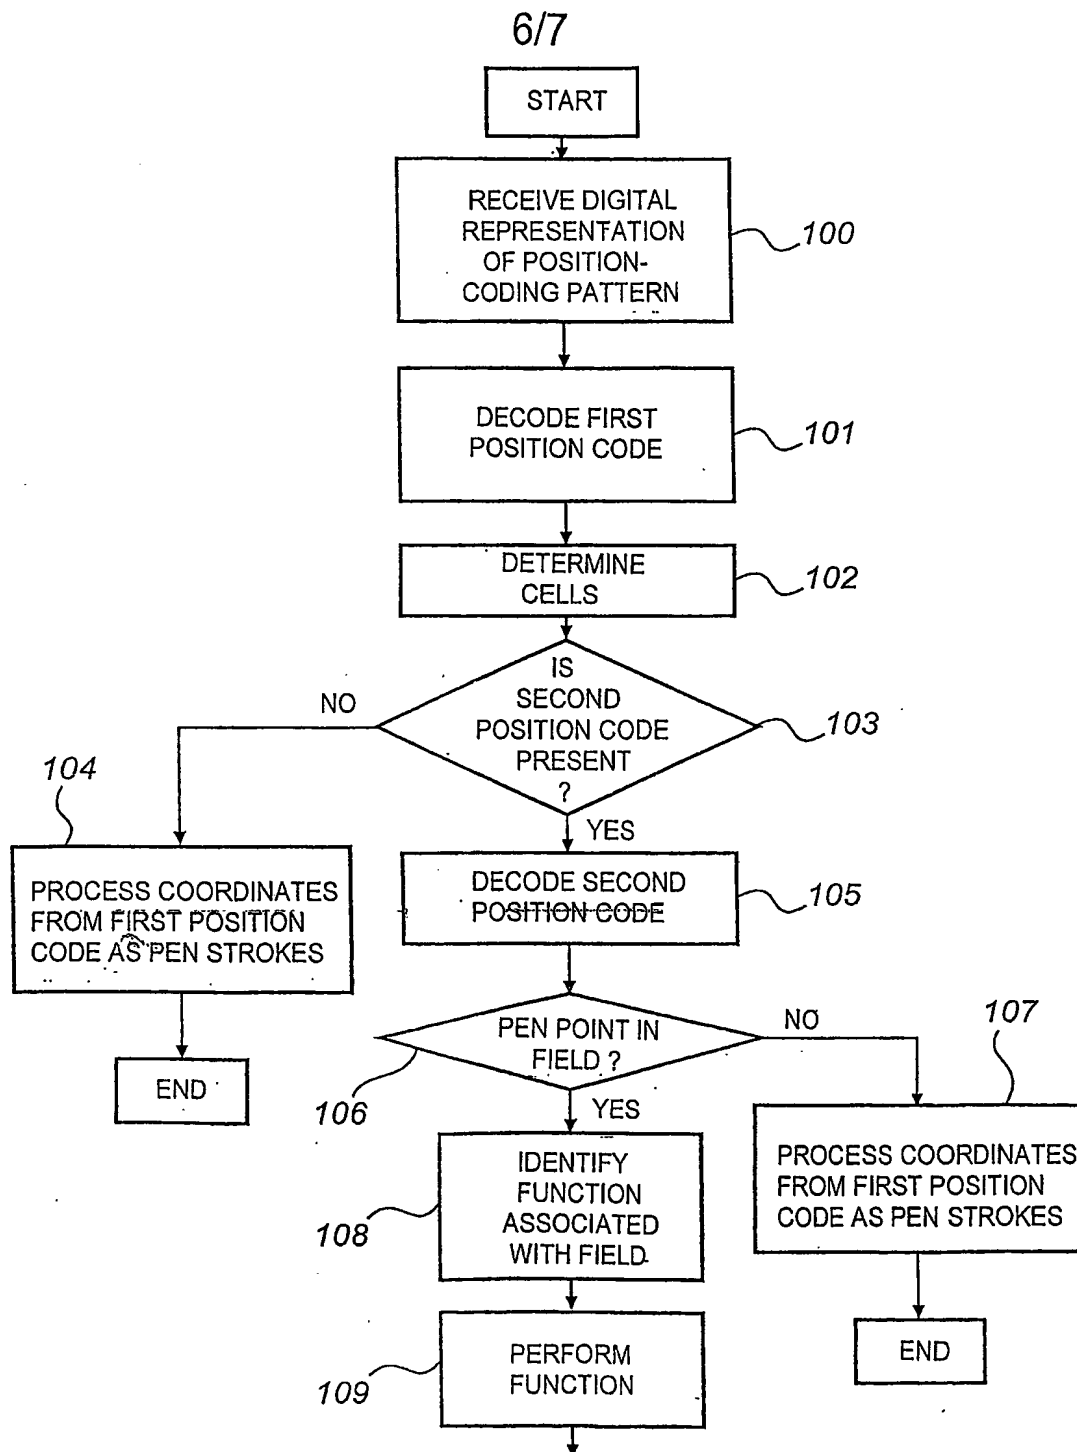 6/7
START
RECEIVE DIGITAL
REPRESENTATION
OF POSITION-
CODING PATTERN
100
DECODE FIRST
POSITION CODE
101
DETERMINE
CELLS
102
IS
SECOND
POSITION CODE
PRESENT
?
103
NO
YES
104
PROCESS COORDINATES
FROM FIRST POSITION
CODE AS PEN STROKES
END
DECODE SECOND
POSITION CODE
105
PEN POINT IN
FIELD ?
106
NO
YES
107
PROCESS COORDINATES
FROM FIRST POSITION
CODE AS PEN STROKES
END
IDENTIFY
FUNCTION
ASSOCIATED
WITH FIELD
108
PERFORM
FUNCTION
109